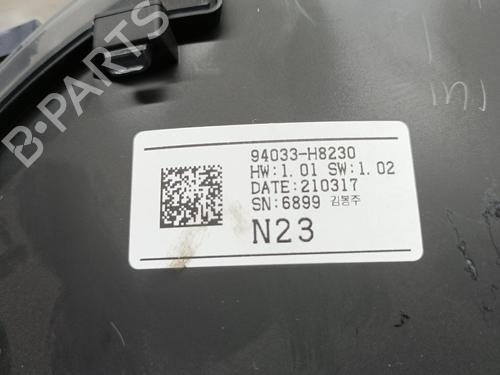 B-PARTS
94033-H8230
HW:1.01 SW:1.02
DATE:210317
SN:6899 김봉주
N23